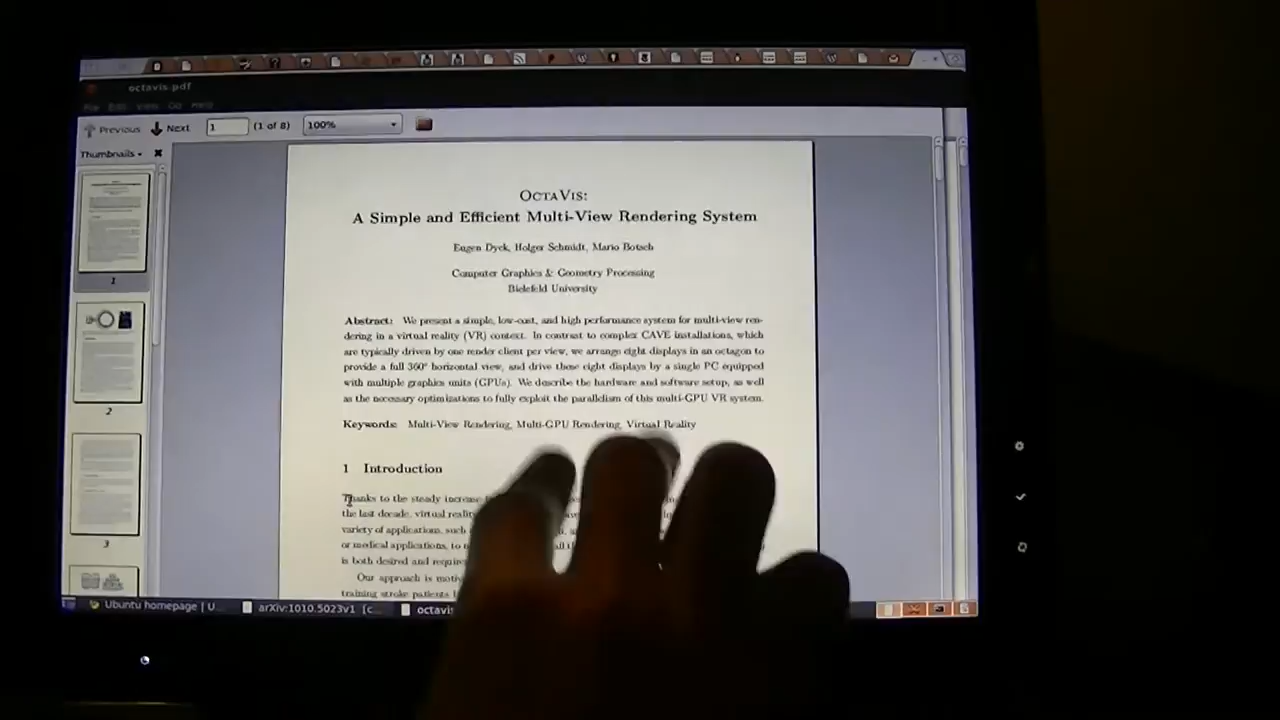 octavis.pdf
File Edit View Go Help
Previous Next 1 (1 of 8) 100%
Thumbnails
1
2
3
OCTAVIS:
A Simple and Efficient Multi-View Rendering System
Eugen Dyck, Holger Schmidt, Mario Botsch
Computer Graphics & Geometry Processing
Bielefeld University
Abstract: We present a simple, low-cost, and high performance system for multi-view ren-
dering in a virtual reality (VR) context. In contrast to complex CAVE installations, which
are typically driven by one render client per view, we arrange eight displays in an octagon to
provide a full 360° horizontal view, and drive these eight displays by a single PC equipped
with multiple graphics units (GPUs). We describe the hardware and software setup, as well
as the necessary optimizations to fully exploit the parallelism of this multi-GPU VR system.
Keywords: Multi-View Rendering, Multi-GPU Rendering, Virtual Reality
1 Introduction
Thanks to the steady increase
the last decade, virtual reality
variety of applications, such
or medical applications, to
is both desired and
Our approach is
training stroke patients
Ubuntu homepage | U... arXiv:1010.5023v1 [c... octavis